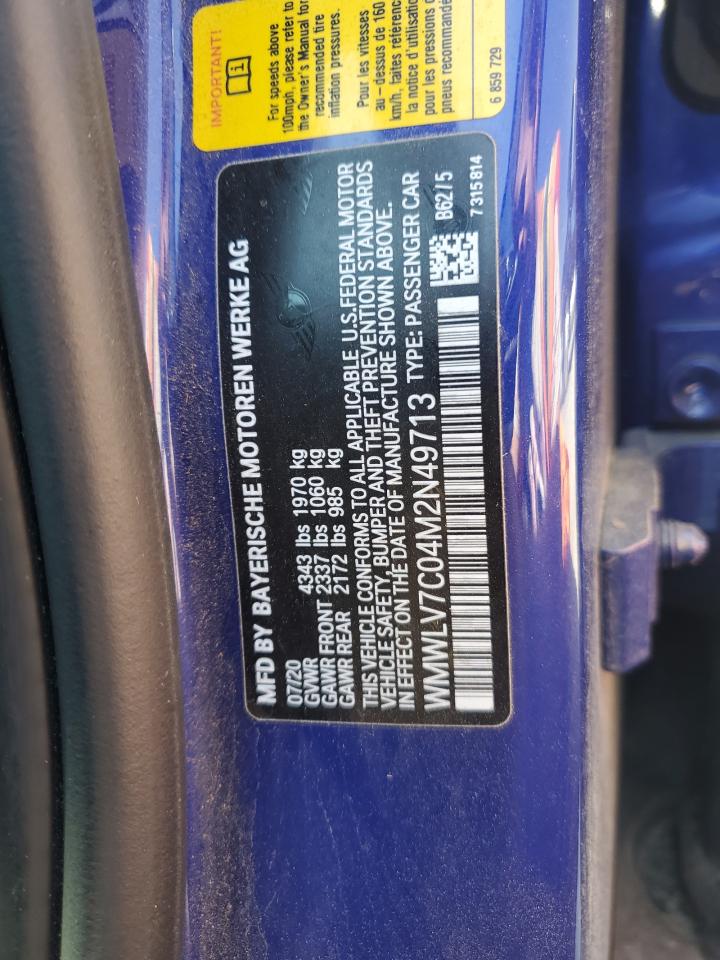 MFD BY BAYERISCHE MOTOREN WERKE AG
07/20
GVWR 4343 lbs 1970 kg
GAWR FRONT 2337 lbs 1060 kg
GAWR REAR 2172 lbs 985 kg
THIS VEHICLE CONFORMS TO ALL APPLICABLE U.S.FEDERAL MOTOR
VEHICLE SAFETY, BUMPER AND THEFT PREVENTION STANDARDS
IN EFFECT ON THE DATE OF MANUFACTURE SHOWN ABOVE.
WMWLV7C04M2N49713 TYPE: PASSENGER CAR
B62/5
7 315 814
IMPORTANT!
For speeds above
100mph, please refer to
the Owner's Manual for
recommended tire
inflation pressures.
Pour les vitesses
au-dessus de 160
km/h, faites
la notice d'utilisation
pour les pressions
pneus
6 859 729